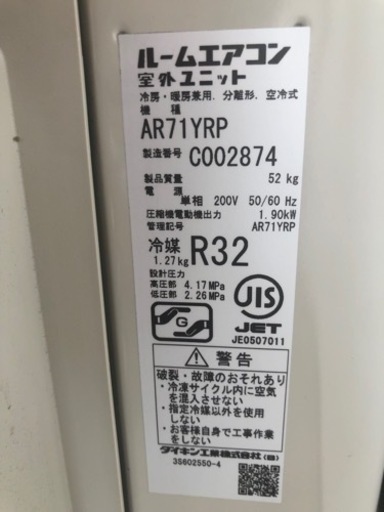 ルームエアコン
室外ユニット
冷房・暖房兼用．分離形．空冷式
機 種
AR71YRP
製造番号 C002874
製品質量 52 kg
電 源
単相 200V 50/60 Hz
圧縮機電動機出力 1.90kW
管理記号 AR71YRP
冷媒 R32
1.27kg
設計圧力
高圧部 4.17MPa
低圧部 2.26MPa
G
JIS
JET
JE0507011
警告
破裂・故障のおそれあり
・冷凍サイクル内に空気
を混入させない
・指定冷媒以外を使用
しない
・お客様自身で工事作業
をしない
ダイキン工業株式会社(畨)
3S602550-4